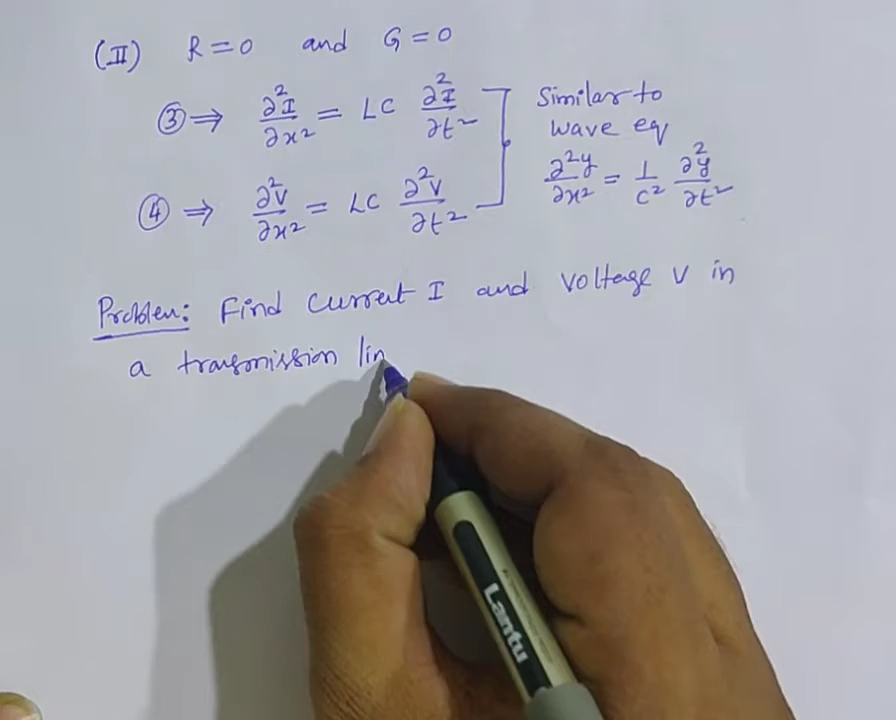 (II) R=0 and G=0
③ ⇒ ∂²I/∂x² = LC ∂²I/∂t²
④ ⇒ ∂²V/∂x² = LC ∂²V/∂t²
Similar to
wave eq
∂²y/∂x² = 1/c² ∂²y/∂t²
Problem: Find current I and voltage V in
a transmission lin
Lantu